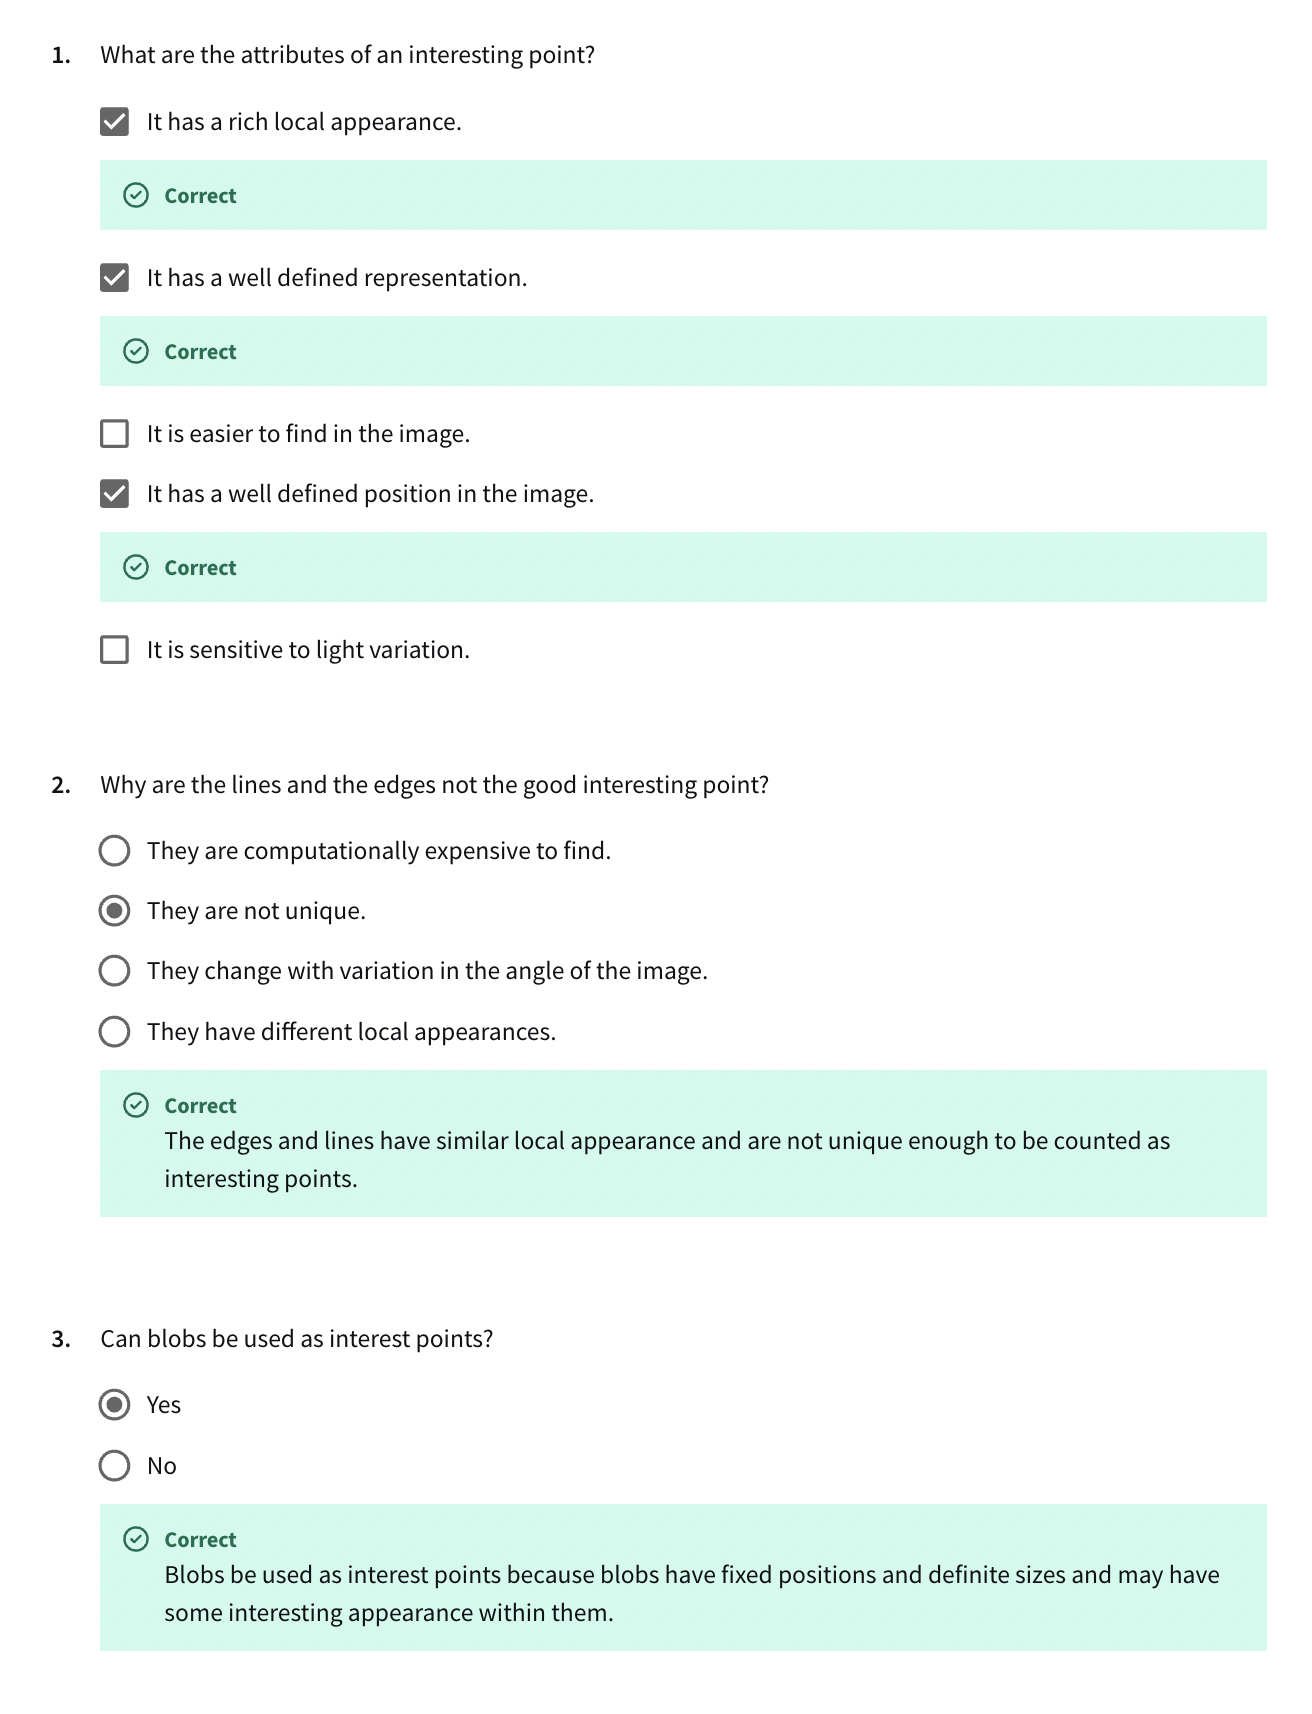 1. What are the attributes of an interesting point?
It has a rich local appearance.
Correct
It has a well defined representation.
Correct
It is easier to find in the image.
It has a well defined position in the image.
Correct
It is sensitive to light variation.
2. Why are the lines and the edges not the good interesting point?
They are computationally expensive to find.
They are not unique.
They change with variation in the angle of the image.
They have different local appearances.
Correct
The edges and lines have similar local appearance and are not unique enough to be counted as
interesting points.
3. Can blobs be used as interest points?
Yes
No
Correct
Blobs be used as interest points because blobs have fixed positions and definite sizes and may have
some interesting appearance within them.